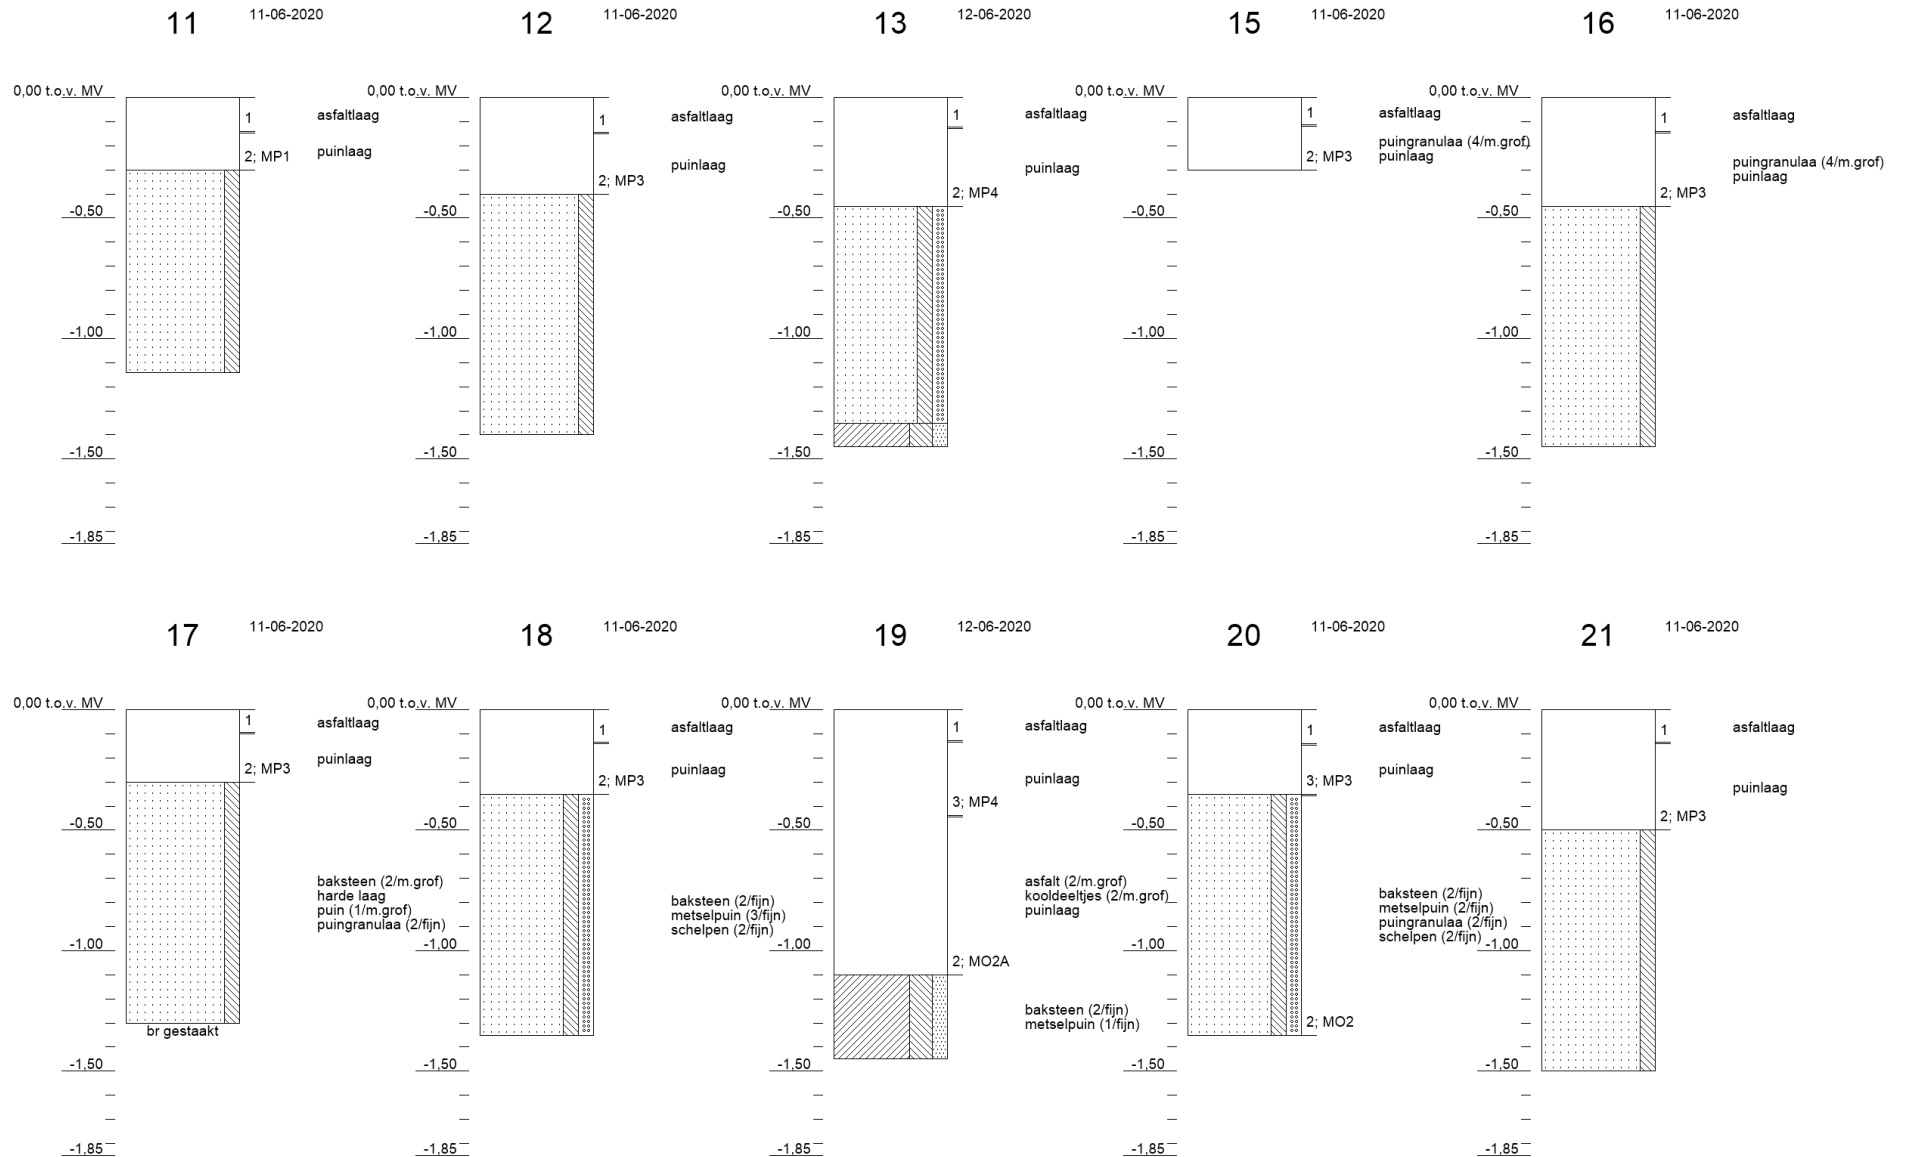 11 11-06-2020
0,00 t.o.v. MV
1
asfaltlaag
2; MP1
puinlaag
-0,50
-1,00
-1,50
-1,85
12 11-06-2020
0,00 t.o.v. MV
1
asfaltlaag
2; MP3
puinlaag
-0,50
-1,00
-1,50
-1,85
13 12-06-2020
0,00 t.o.v. MV
1
asfaltlaag
puinlaag
2; MP4
-0,50
-1,00
-1,50
-1,85
15 11-06-2020
0,00 t.o.v. MV
1
asfaltlaag
puingranulaa (4/m.grof)
2; MP3
puinlaag
-0,50
-1,00
-1,50
-1,85
16 11-06-2020
0,00 t.o.v. MV
1
asfaltlaag
puingranulaa (4/m.grof)
puinlaag
2; MP3
-0,50
-1,00
-1,50
-1,85
17 11-06-2020
0,00 t.o.v. MV
1
asfaltlaag
puinlaag
2; MP3
-0,50
baksteen (2/m.grof)
harde laag
puin (1/m.grof)
puingranulaa (2/fijn)
-1,00
br gestaakt
-1,50
-1,85
18 11-06-2020
0,00 t.o.v. MV
1
asfaltlaag
puinlaag
2; MP3
-0,50
baksteen (2/fijn)
metselpuin (3/fijn)
schelpen (2/fijn)
-1,00
-1,50
-1,85
19 12-06-2020
0,00 t.o.v. MV
1
asfaltlaag
puinlaag
3; MP4
-0,50
asfalt (2/m.grof)
kooldeeltjes (2/m.grof)
puinlaag
-1,00
2; MO2A
baksteen (2/fijn)
metselpuin (1/fijn)
-1,50
-1,85
20 11-06-2020
0,00 t.o.v. MV
1
asfaltlaag
puinlaag
3; MP3
-0,50
baksteen (2/fijn)
metselpuin (2/fijn)
puingranulaa (2/fijn)
schelpen (2/fijn)
-1,00
2; MO2
-1,50
-1,85
21 11-06-2020
0,00 t.o.v. MV
1
asfaltlaag
puinlaag
2; MP3
-0,50
-1,00
-1,50
-1,85